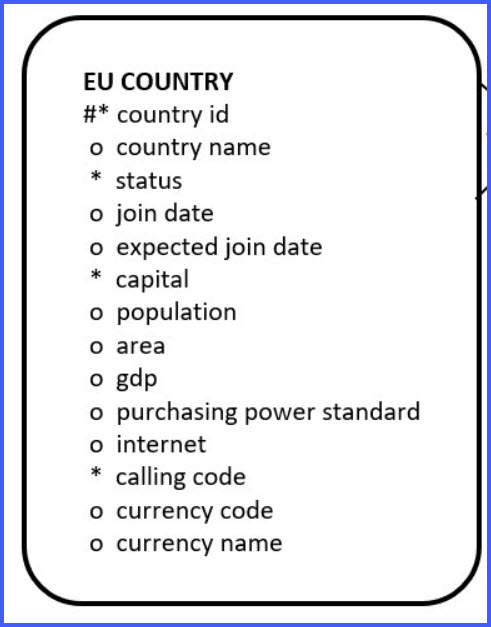 EU COUNTRY
#* country id
o country name
* status
o join date
o expected join date
* capital
o population
o area
o gdp
o purchasing power standard
o internet
* calling code
o currency code
o currency name